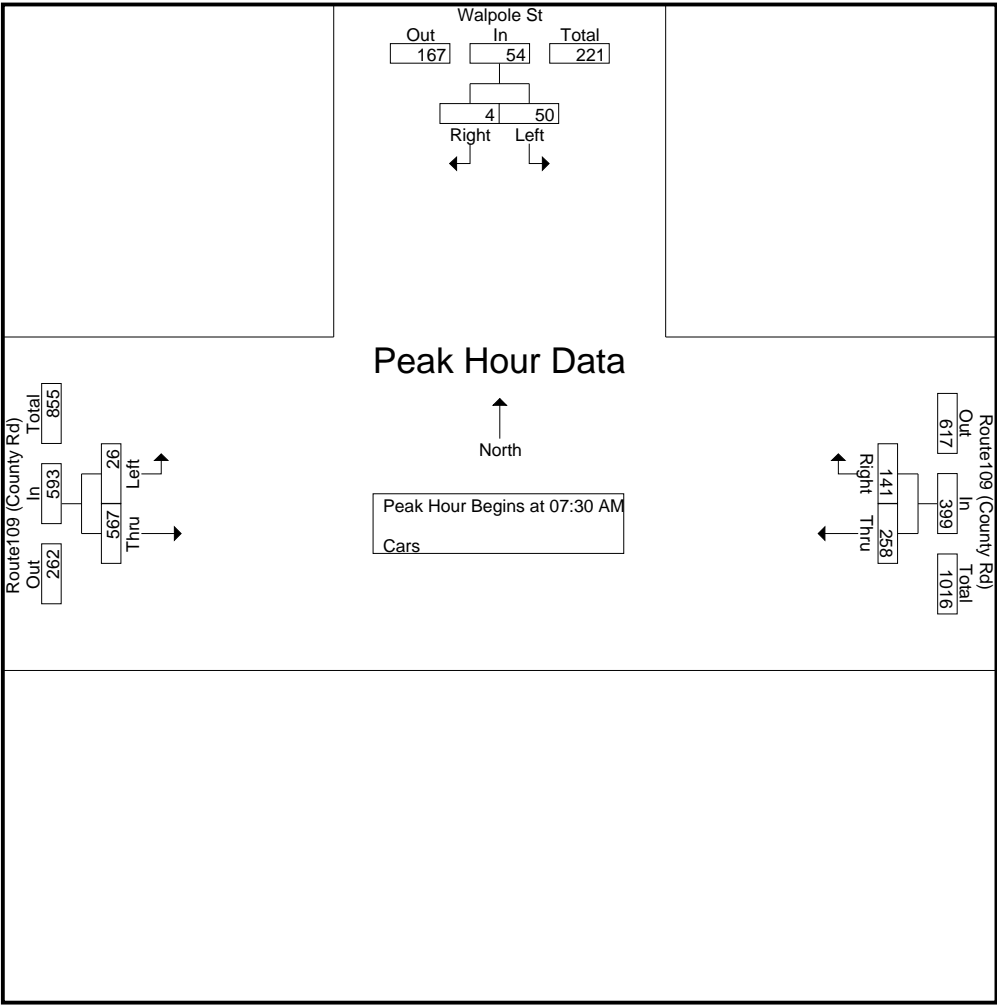 Walpole St
Out In Total
167 54 221
4 50
Right Left
Peak Hour Data
North
Peak Hour Begins at 07:30 AM
Cars
Route109 (County Rd)
Out In Total
262 593 855
567 26
Thru Left
Route109 (County Rd)
Out In Total
617 399 1016
141 258
Right Thru